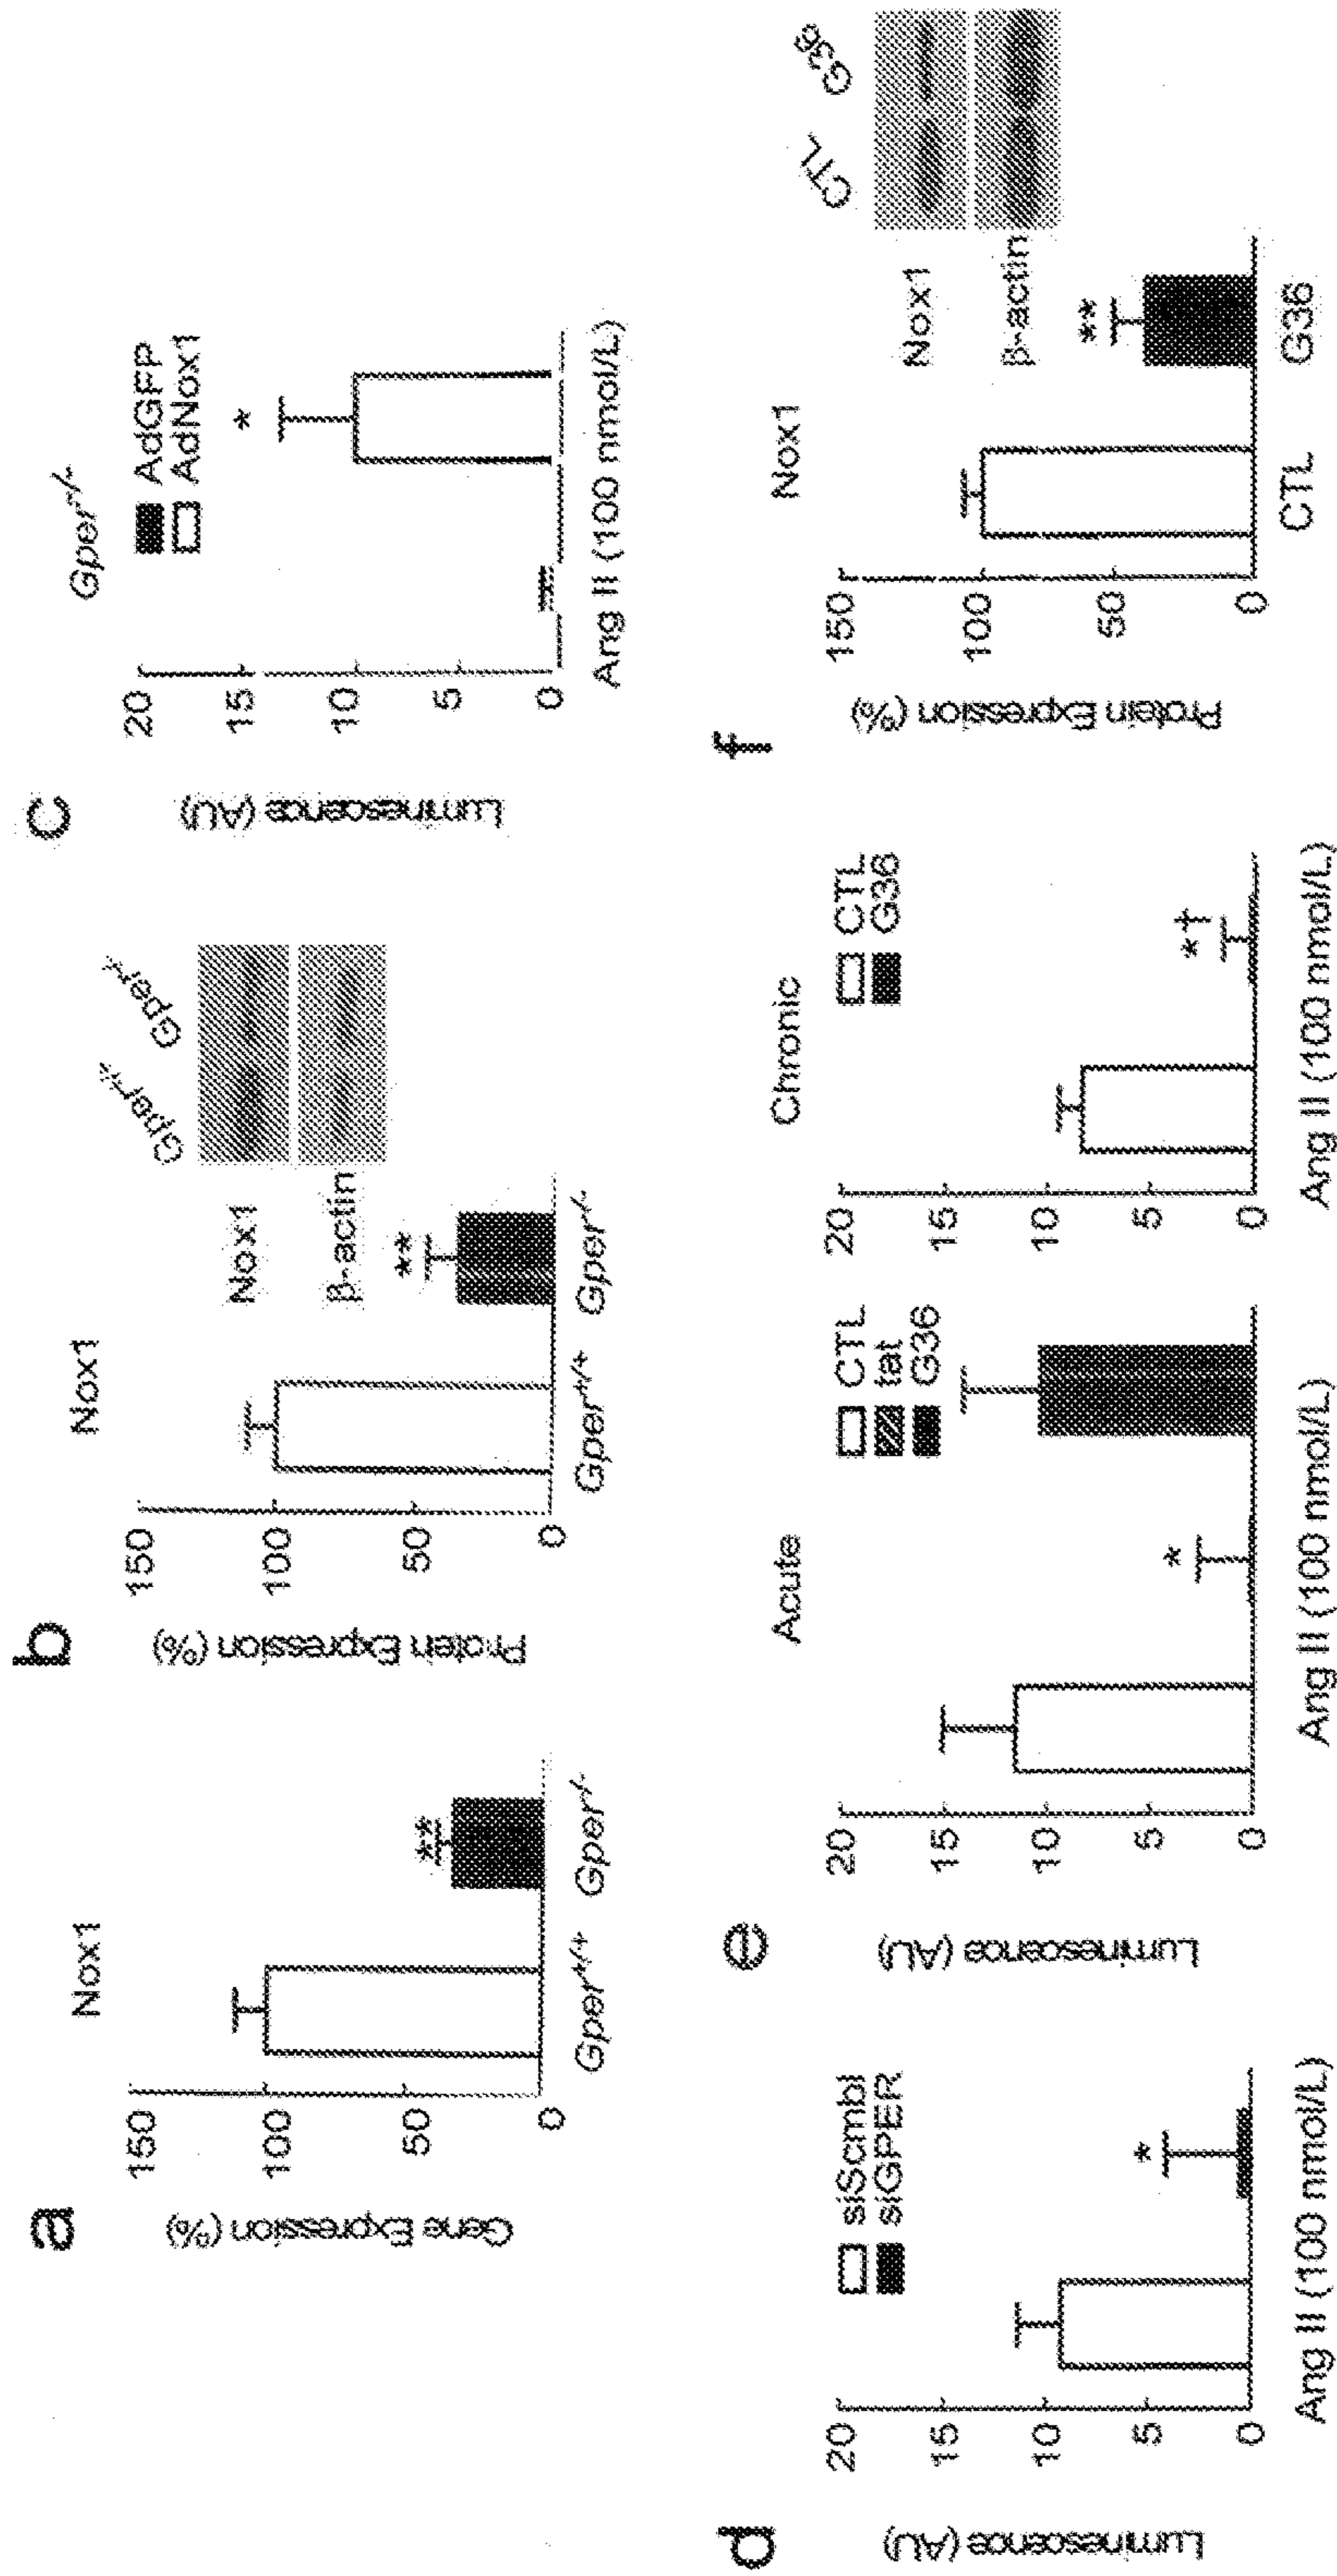 a
Nox1
Gene Expression (%)
150
100
50
0
**
Gper+/+
Gper-/-
b
Nox1
Protein Expression (%)
150
100
50
0
**
Gper+/+
Gper-/-
Gper+/+
Gper-/-
Nox1
β-actin
c
Gper-/-
AdGFP
AdNox1
Luminescence (AU)
20
15
10
5
0
*
Ang II (100 nmol/L)
d
siScmbl
siGPER
Luminescence (AU)
20
15
10
5
0
*
Ang II (100 nmol/L)
e
Acute
CTL
tat
G36
Luminescence (AU)
20
15
10
5
0
*
Ang II (100 nmol/L)
Chronic
CTL
G36
20
15
10
5
0
*†
Ang II (100 nmol/L)
f
Nox1
Protein Expression (%)
150
100
50
0
**
CTL
G36
CTL
G36
Nox1
β-actin